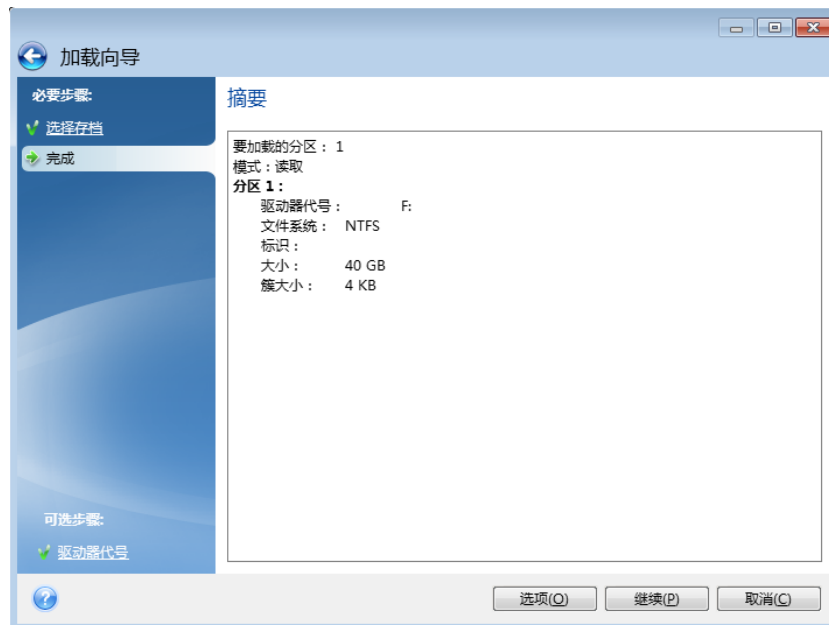 加载向导
必要步骤:
选择存档
完成
摘要
要加载的分区： 1
模式：读取
分区 1：
驱动器代号： F:
文件系统： NTFS
标识：
大小： 40 GB
簇大小： 4 KB
可选步骤:
驱动器代号
选项(O) 继续(P) 取消(C)